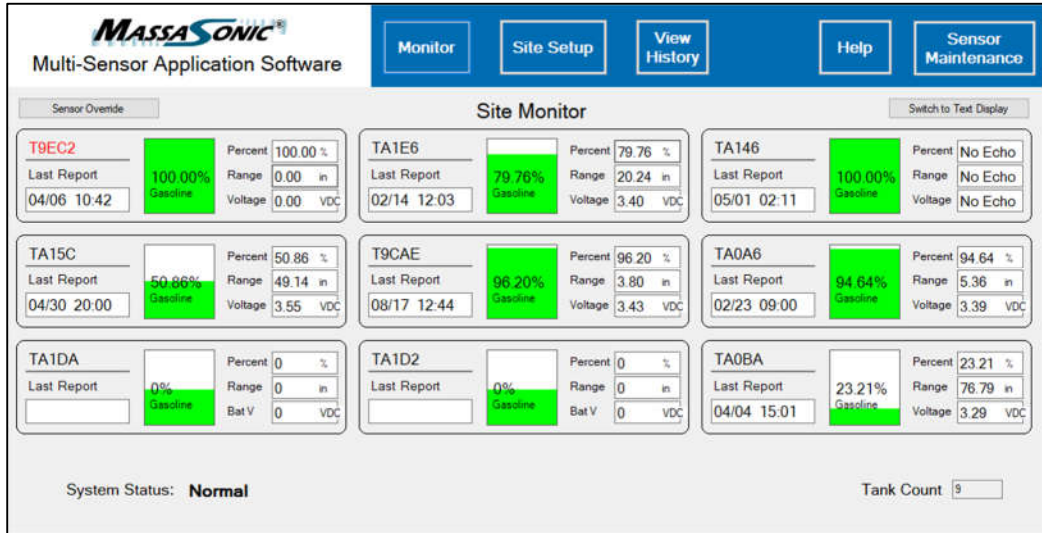 MASSASONIC®
Multi-Sensor Application Software
Monitor
Site Setup
View
History
Help
Sensor
Maintenance
Sensor Override
Site Monitor
Switch to Text Display
T9EC2
Last Report
04/06 10:42
100.00%
Gasoline
Percent 100.00 %
Range 0.00 in
Voltage 0.00 VDC
TA1E6
Last Report
02/14 12:03
79.76%
Gasoline
Percent 79.76 %
Range 20.24 in
Voltage 3.40 VDC
TA146
Last Report
05/01 02:11
100.00%
Gasoline
Percent No Echo
Range No Echo
Voltage No Echo
TA15C
Last Report
04/30 20:00
50.86%
Gasoline
Percent 50.86 %
Range 49.14 in
Voltage 3.55 VDC
T9CAE
Last Report
08/17 12:44
96.20%
Gasoline
Percent 96.20 %
Range 3.80 in
Voltage 3.43 VDC
TA0A6
Last Report
02/23 09:00
94.64%
Gasoline
Percent 94.64 %
Range 5.36 in
Voltage 3.39 VDC
TA1DA
Last Report
0%
Gasoline
Percent 0 %
Range 0 in
Bat V 0 VDC
TA1D2
Last Report
0%
Gasoline
Percent 0 %
Range 0 in
Bat V 0 VDC
TA0BA
Last Report
04/04 15:01
23.21%
Gasoline
Percent 23.21 %
Range 76.79 in
Voltage 3.29 VDC
System Status: Normal
Tank Count 9